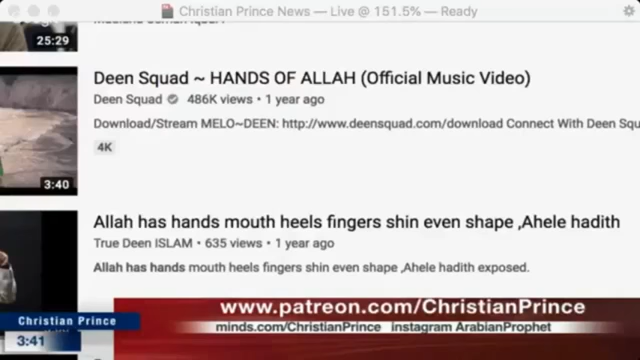 Christian Prince News — Live @ 151.5% — Ready
25:29
Deen Squad ~ HANDS OF ALLAH (Official Music Video)
Deen Squad 486K views • 1 year ago
Download/Stream MELO~DEEN: http://www.deensquad.com/download Connect With Deen Squ
4K
3:40
Allah has hands mouth heels fingers shin even shape ,Ahele hadith
True Deen ISLAM • 635 views • 1 year ago
Allah has hands mouth heels fingers shin even shape ,Ahele hadith exposed.
www.patreon.com/ChristianPrince
Christian Prince
minds.com/ChristianPrince instagram ArabianProphet
3:41